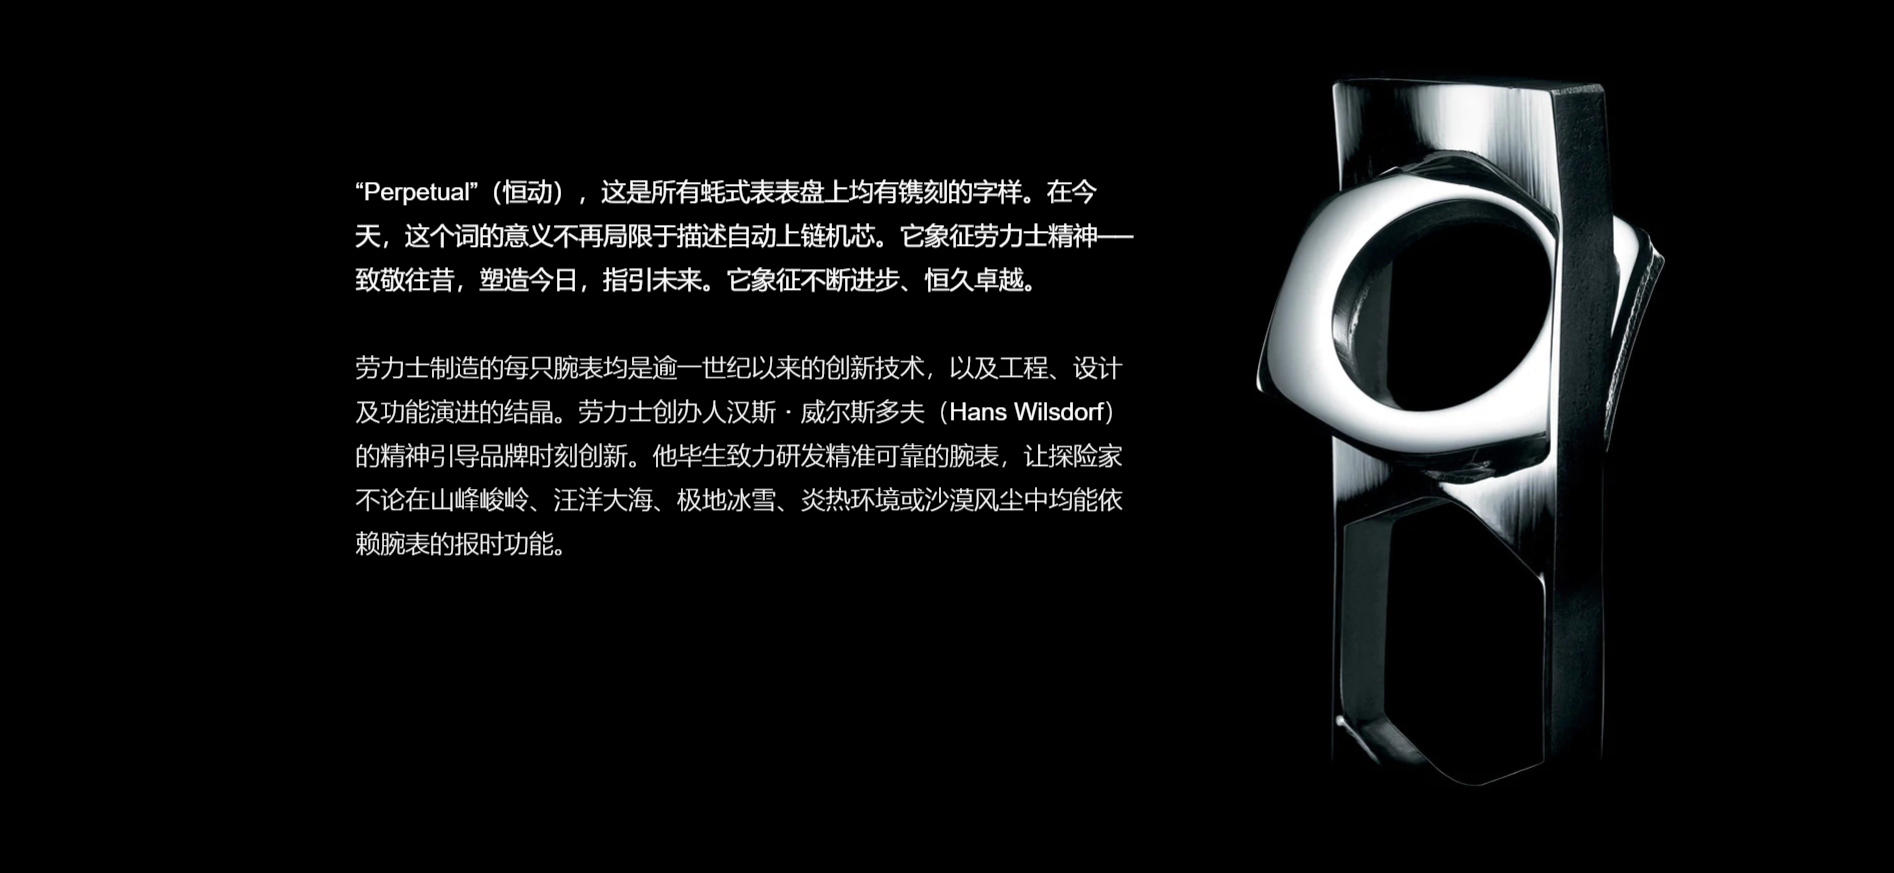 “Perpetual”（恒动），这是所有蚝式表表盘上均有镌刻的字样。在今
天，这个词的意义不再局限于描述自动上链机芯。它象征劳力士精神──
致敬往昔，塑造今日，指引未来。它象征不断进步、恒久卓越。
劳力士制造的每只腕表均是逾一世纪以来的创新技术，以及工程、设计
及功能演进的结晶。劳力士创办人汉斯・威尔斯多夫（Hans Wilsdorf）
的精神引导品牌时刻创新。他毕生致力研发精准可靠的腕表，让探险家
不论在山峰峻岭、汪洋大海、极地冰雪、炎热环境或沙漠风尘中均能依
赖腕表的报时功能。